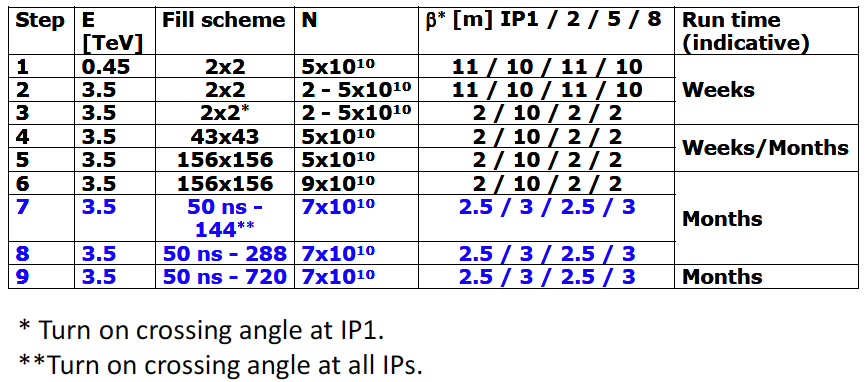 Step E [TeV] Fill scheme N β* [m] IP1 / 2 / 5 / 8 Run time (indicative)
1 0.45 2x2 5x10¹⁰ 11 / 10 / 11 / 10 Weeks
2 3.5 2x2 2 - 5x10¹⁰ 11 / 10 / 11 / 10
3 3.5 2x2* 2 - 5x10¹⁰ 2 / 10 / 2 / 2
4 3.5 43x43 5x10¹⁰ 2 / 10 / 2 / 2 Weeks/Months
5 3.5 156x156 5x10¹⁰ 2 / 10 / 2 / 2
6 3.5 156x156 9x10¹⁰ 2 / 10 / 2 / 2 Months
7 3.5 50 ns - 144** 7x10¹⁰ 2.5 / 3 / 2.5 / 3
8 3.5 50 ns - 288 7x10¹⁰ 2.5 / 3 / 2.5 / 3
9 3.5 50 ns - 720 7x10¹⁰ 2.5 / 3 / 2.5 / 3 Months
* Turn on crossing angle at IP1.
**Turn on crossing angle at all IPs.